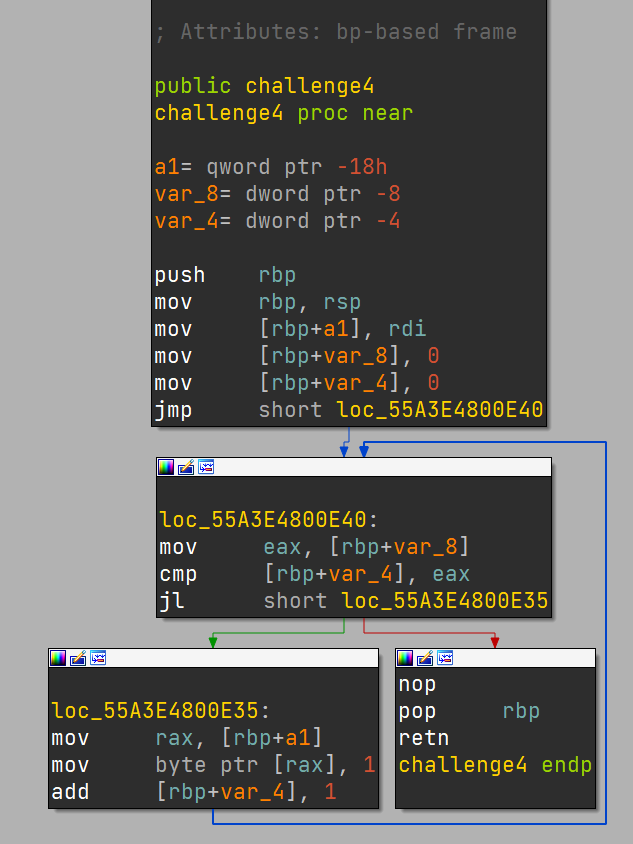 ; Attributes: bp-based frame
public challenge4
challenge4 proc near
a1= qword ptr -18h
var_8= dword ptr -8
var_4= dword ptr -4
push rbp
mov rbp, rsp
mov [rbp+a1], rdi
mov [rbp+var_8], 0
mov [rbp+var_4], 0
jmp short loc_55A3E4800E40
loc_55A3E4800E40:
mov eax, [rbp+var_8]
cmp [rbp+var_4], eax
jl short loc_55A3E4800E35
loc_55A3E4800E35:
mov rax, [rbp+a1]
mov byte ptr [rax], 1
add [rbp+var_4], 1
nop
pop rbp
retn
challenge4 endp